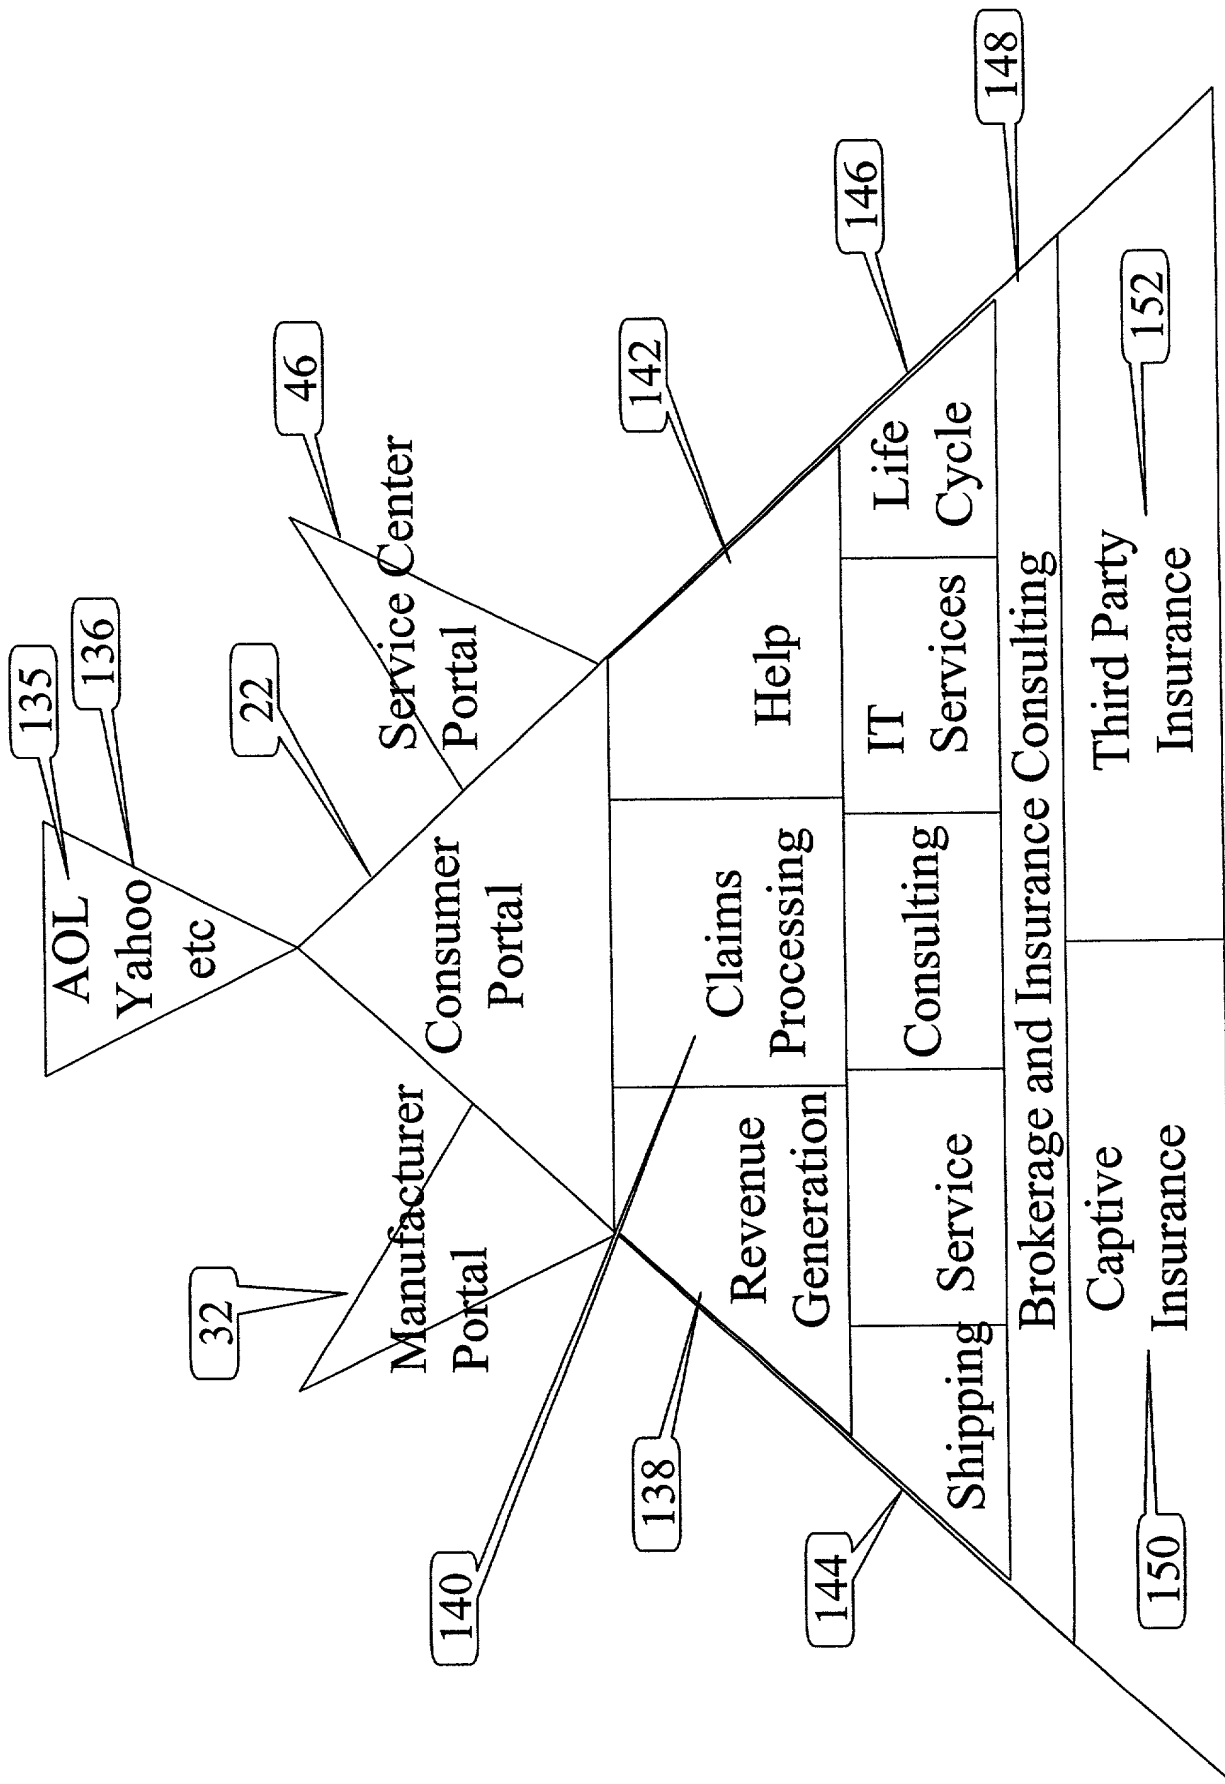 135
136
AOL
Yahoo
etc
22
46
32
Manufacturer
Portal
Consumer
Portal
Service Center
Portal
140
138
142
Revenue
Generation
Claims
Processing
Help
144
146
Shipping
Service
Consulting
IT
Services
Life
Cycle
148
Brokerage and Insurance Consulting
150
Captive
Insurance
Third Party
Insurance
152